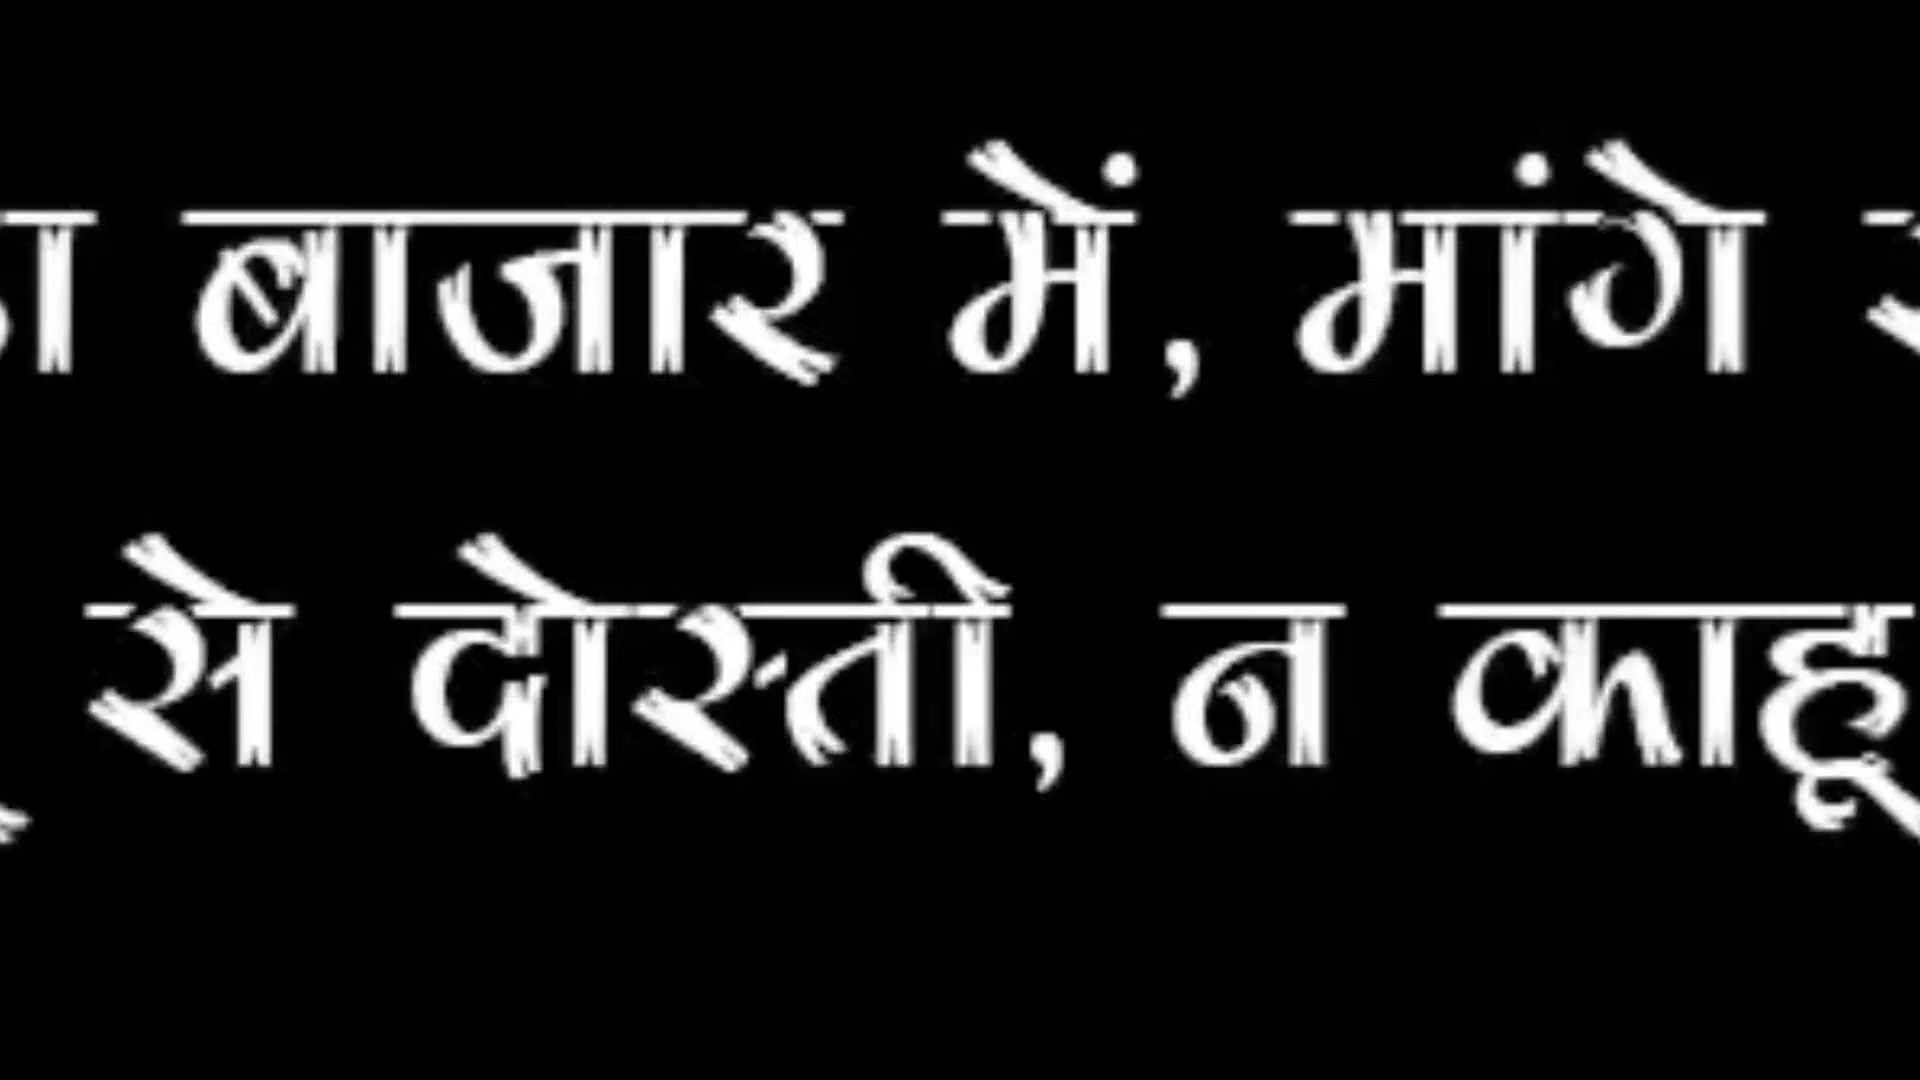 बाजार में, मांगे
से दोस्ती, न काहू